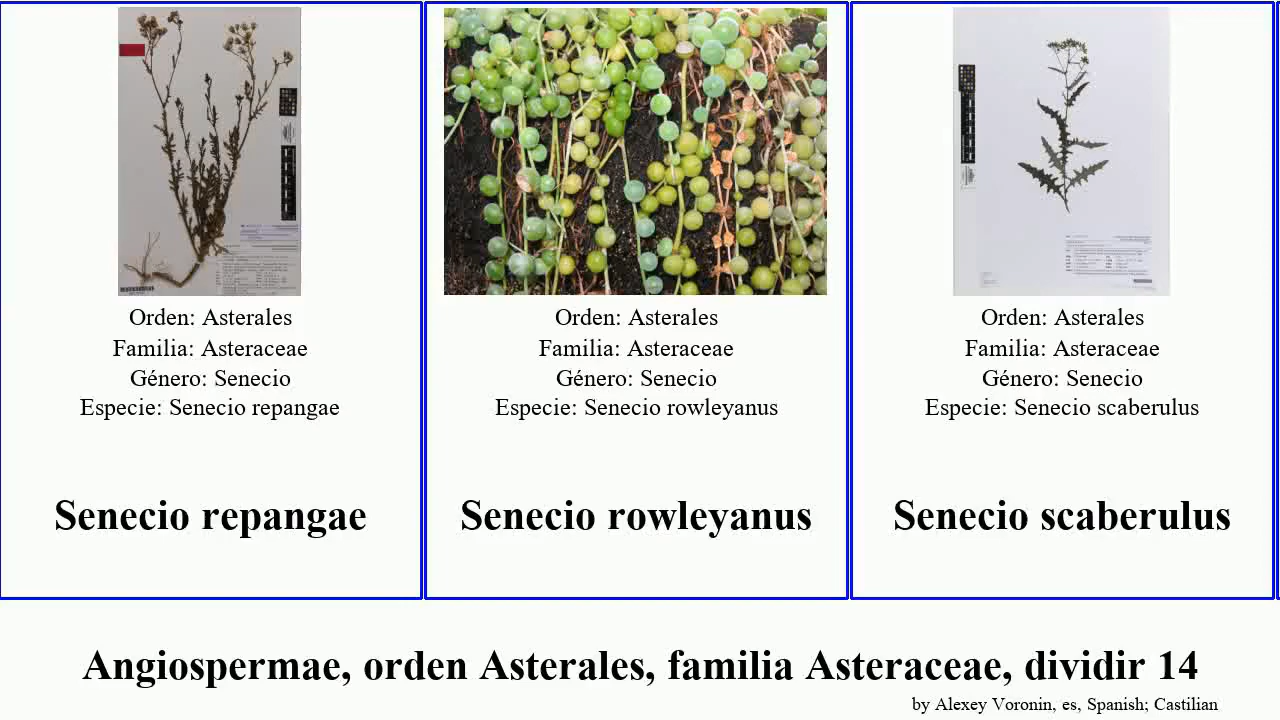 Orden: Asterales
Familia: Asteraceae
Género: Senecio
Especie: Senecio repangae
Senecio repangae
Orden: Asterales
Familia: Asteraceae
Género: Senecio
Especie: Senecio rowleyanus
Senecio rowleyanus
Orden: Asterales
Familia: Asteraceae
Género: Senecio
Especie: Senecio scaberulus
Senecio scaberulus
Angiospermae, orden Asterales, familia Asteraceae, dividir 14
by Alexey Voronin, es, Spanish; Castilian